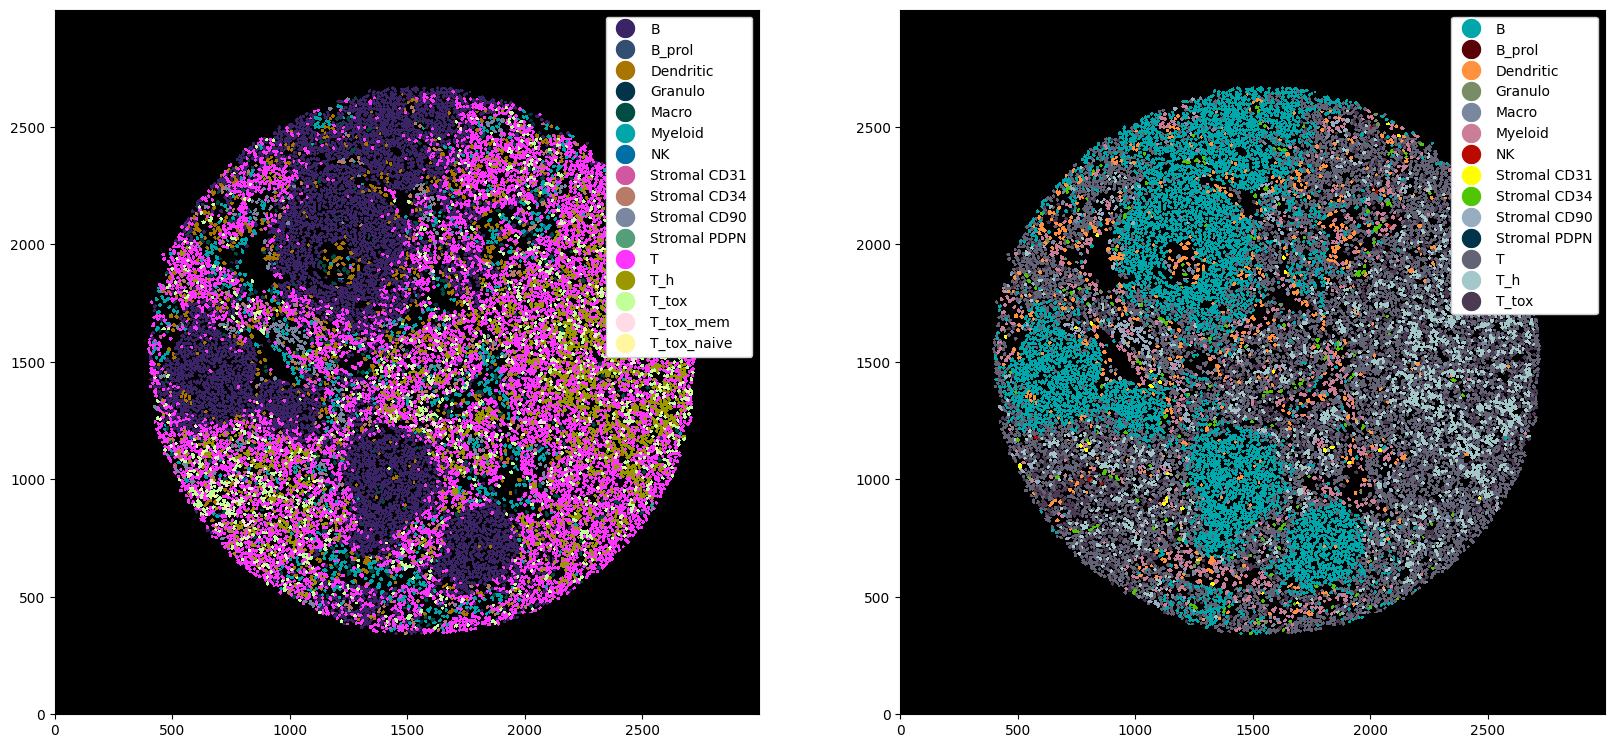 B
B_prol
Dendritic
Granulo
Macro
Myeloid
NK
Stromal CD31
Stromal CD34
Stromal CD90
Stromal PDPN
T
T_h
T_tox
T_tox_mem
T_tox_naive
2500
2000
1500
1000
500
0
0 500 1000 1500 2000 2500
B
B_prol
Dendritic
Granulo
Macro
Myeloid
NK
Stromal CD31
Stromal CD34
Stromal CD90
Stromal PDPN
T
T_h
T_tox
2500
2000
1500
1000
500
0
0 500 1000 1500 2000 2500